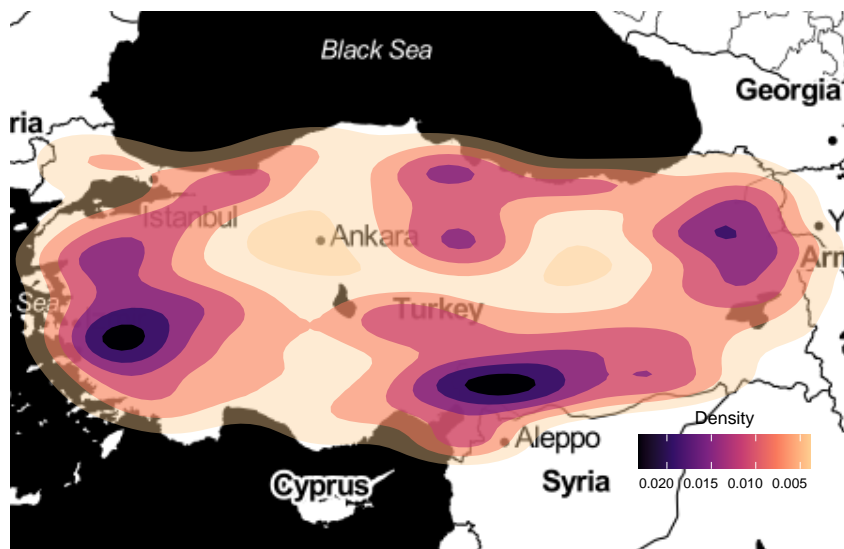 Black Sea
Georgia
ria
Istanbul
Ankara
Y
Arm
Sea
Turkey
Density
Aleppo
0.020 0.015 0.010 0.005
Cyprus
Syria